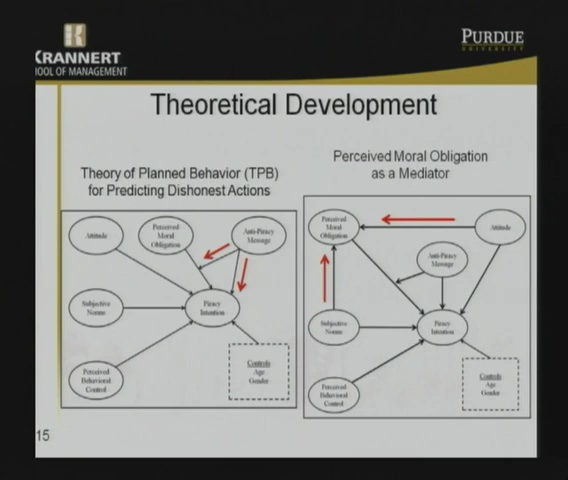 KRANNERT
OOL OF MANAGEMENT
PURDUE
UNIVERSITY
Theoretical Development
Theory of Planned Behavior (TPB)
for Predicting Dishonest Actions
Attitude
Perceived
Moral
Obligation
Anti-Piracy
Message
Subjective
Norms
Piracy
Intention
Perceived
Behavioral
Control
Controls
Age
Gender
Perceived Moral Obligation
as a Mediator
Perceived
Moral
Obligation
Attitude
Anti-Piracy
Message
Subjective
Norms
Piracy
Intention
Perceived
Behavioral
Control
Controls
Age
Gender
15